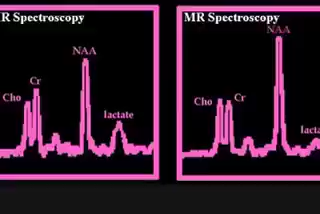 R Spectroscopy
NAA
Cr
Cho
lactate
MR Spectroscopy
NAA
Cho
Cr
lacta